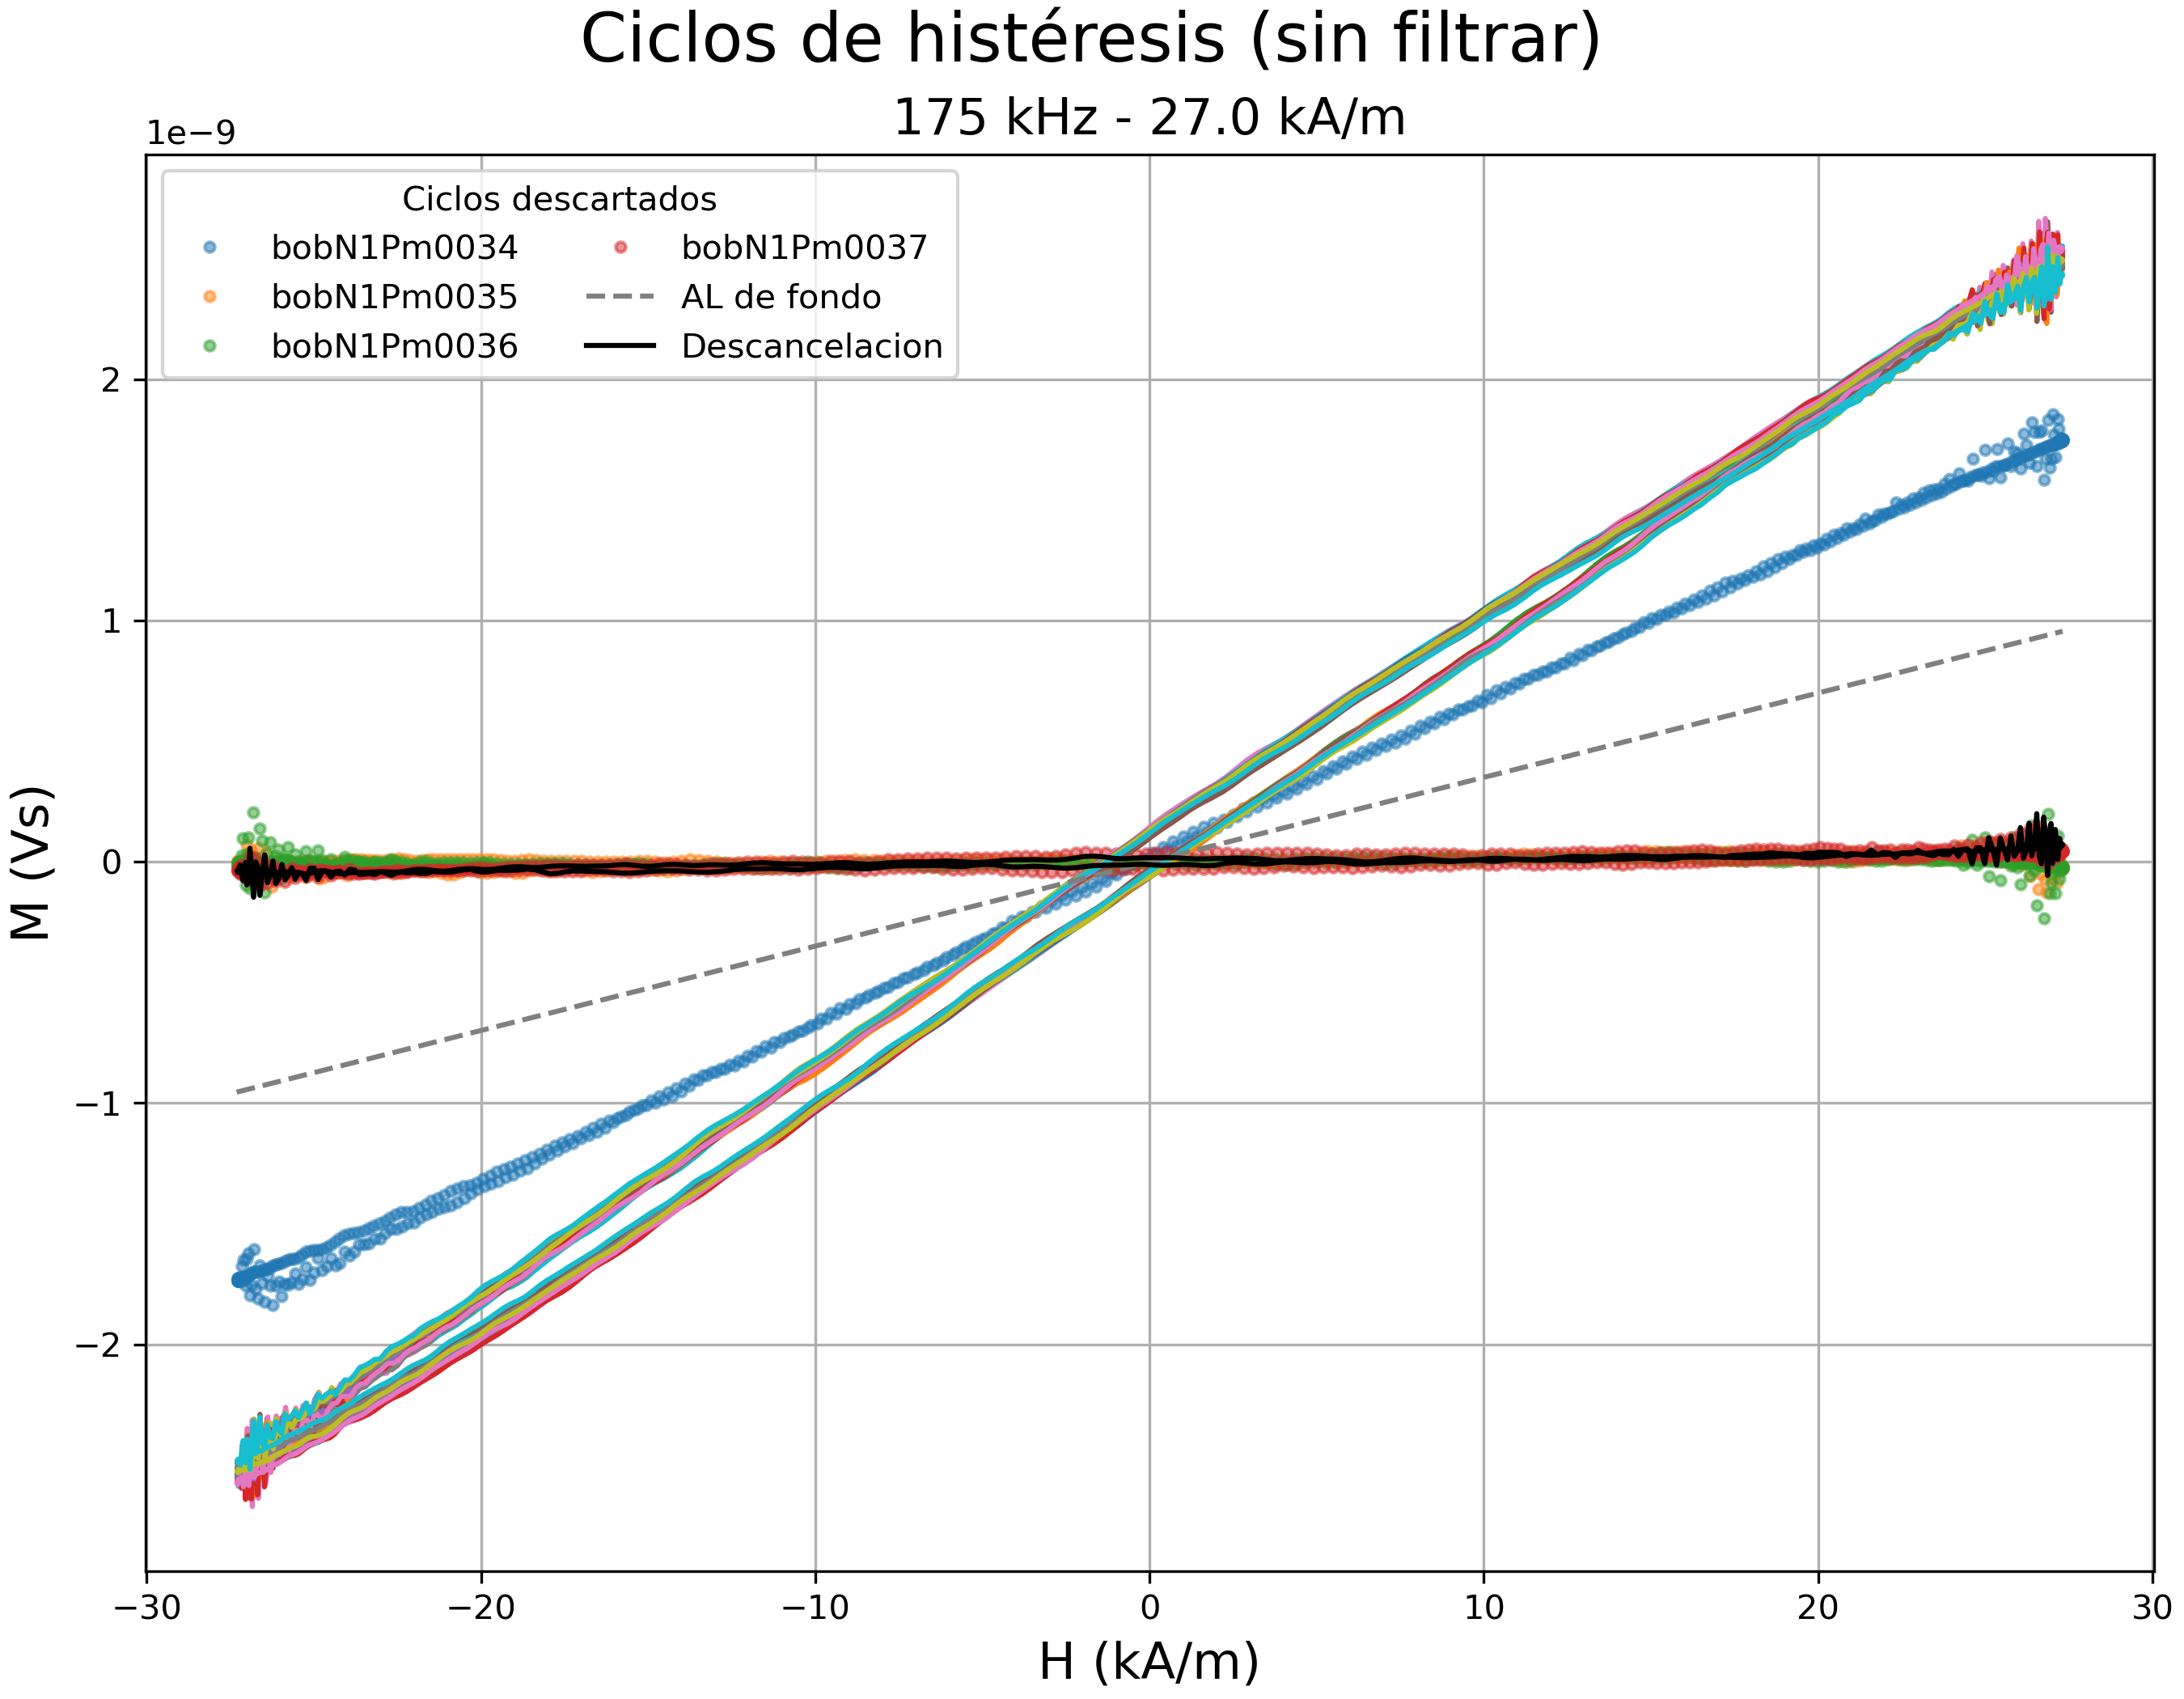 Ciclos de histéresis (sin filtrar)
175 kHz - 27.0 kA/m
1e−9
Ciclos descartados
bobN1Pm0034
bobN1Pm0035
bobN1Pm0036
bobN1Pm0037
AL de fondo
Descancelacion
2
1
0
−1
−2
M (Vs)
−30
−20
−10
0
10
20
30
H (kA/m)